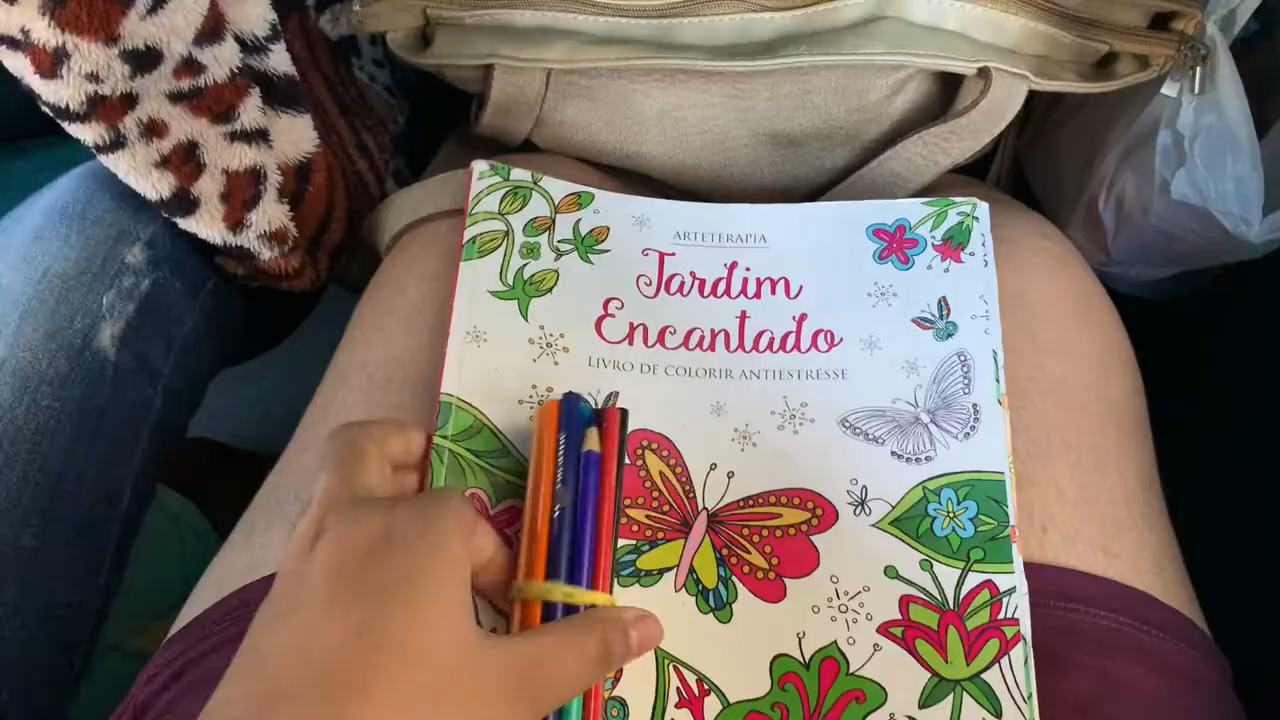 ARTETERAPIA
Jardim
Encantado
LIVRO DE COLORIR ANTIESTRESSE